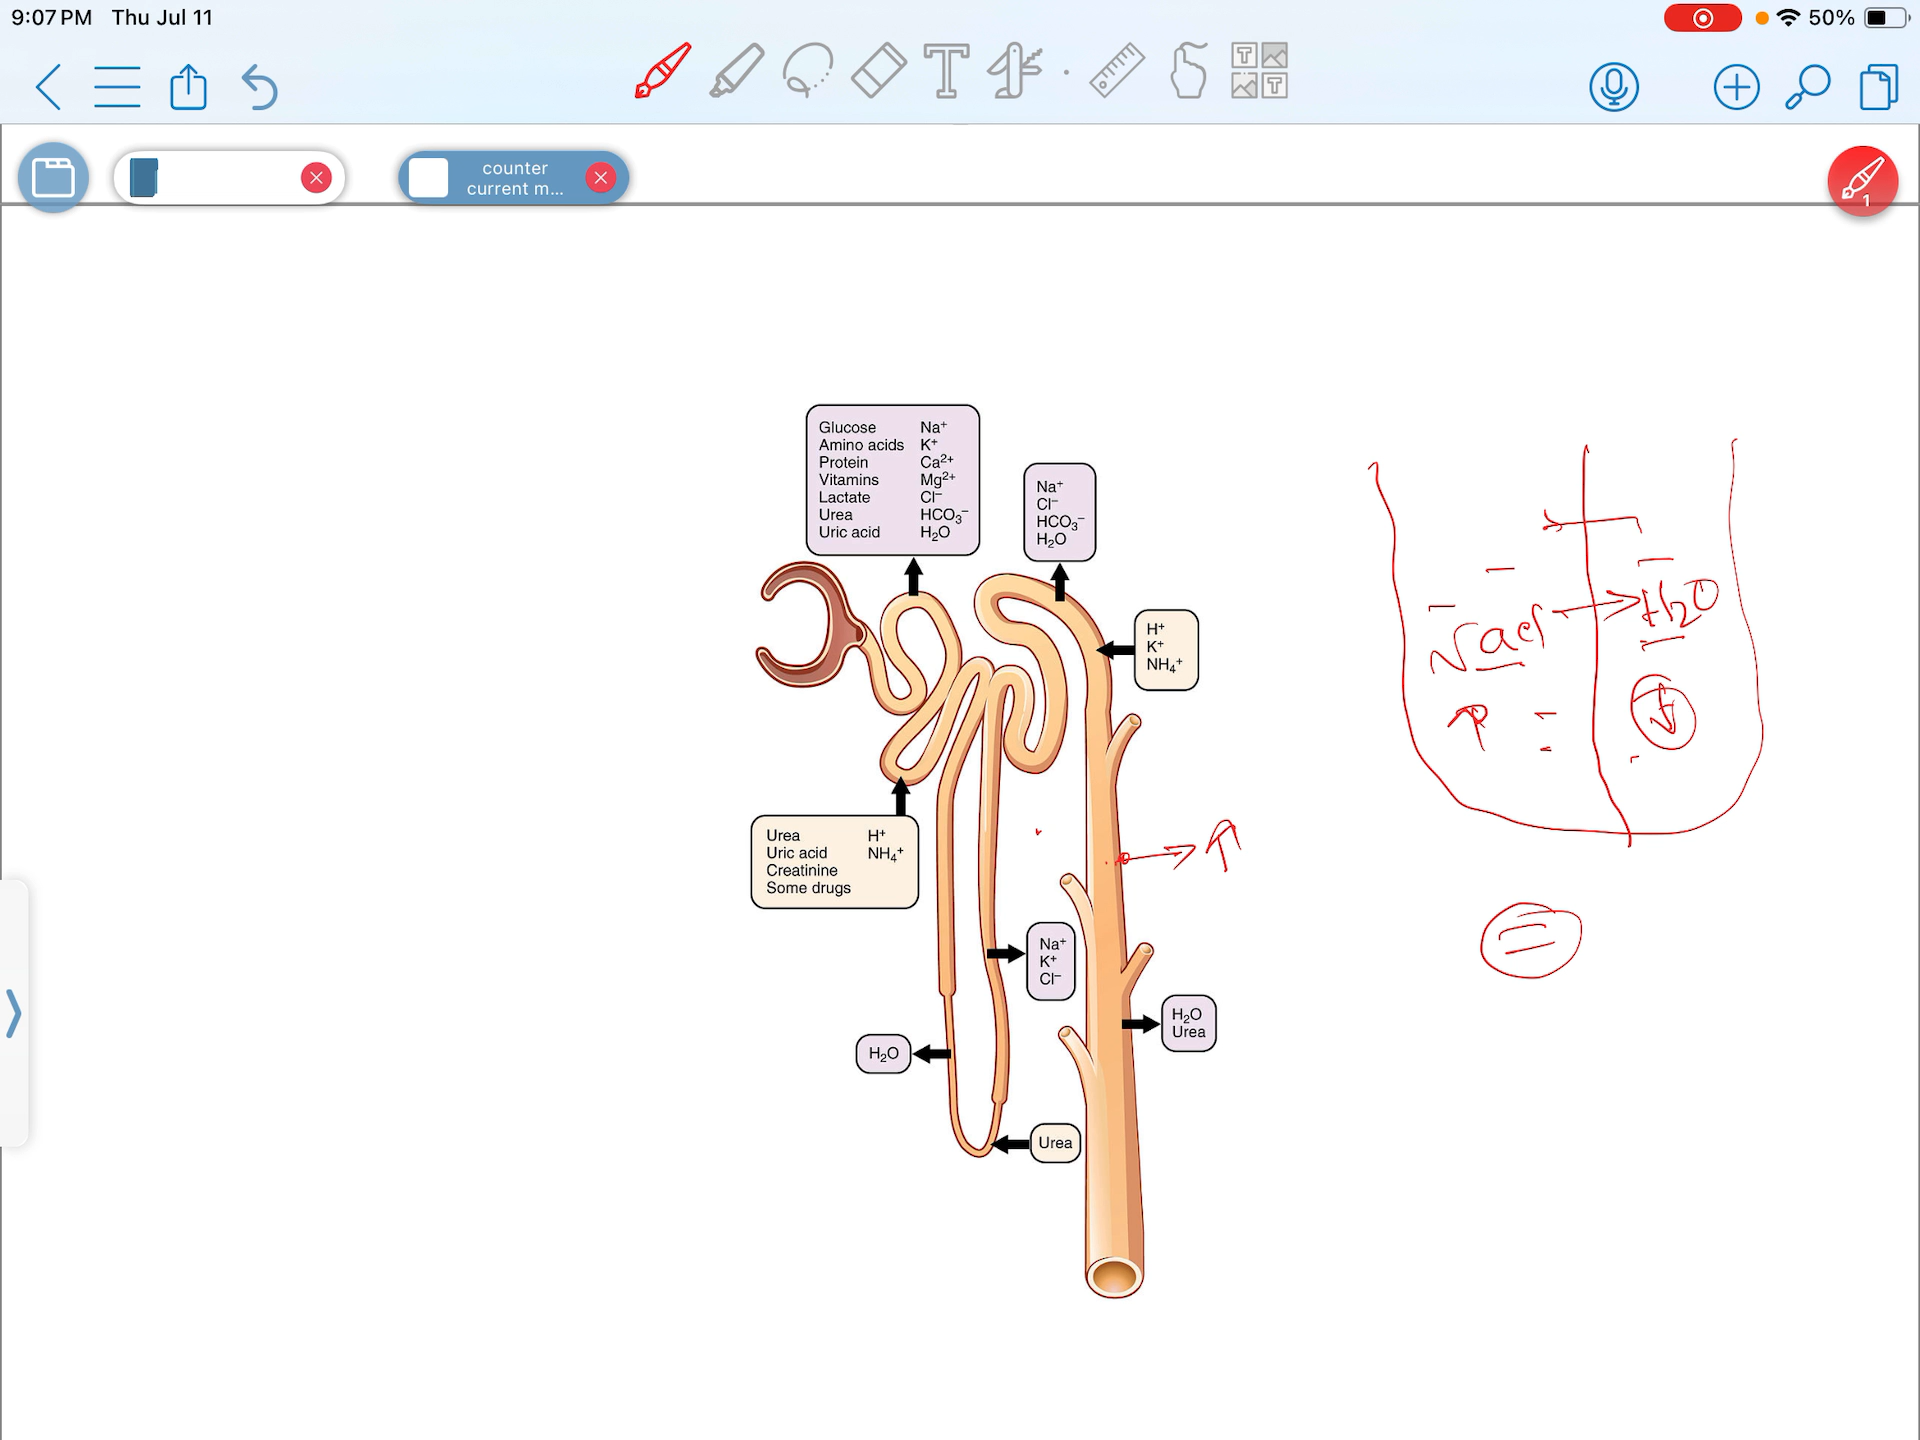 9:07 PM Thu Jul 11
50%
counter
current m...
1
Glucose Na⁺
Amino acids K⁺
Protein Ca²⁺
Vitamins Mg²⁺
Lactate Cl⁻
Urea HCO₃⁻
Uric acid H₂O
Na⁺
Cl⁻
HCO₃⁻
H₂O
H⁺
K⁺
NH₄⁺
Urea H⁺
Uric acid NH₄⁺
Creatinine
Some drugs
Na⁺
K⁺
Cl⁻
H₂O
Urea
H₂O
Urea
NaCl → H₂O
↑ ↓
→ ↑